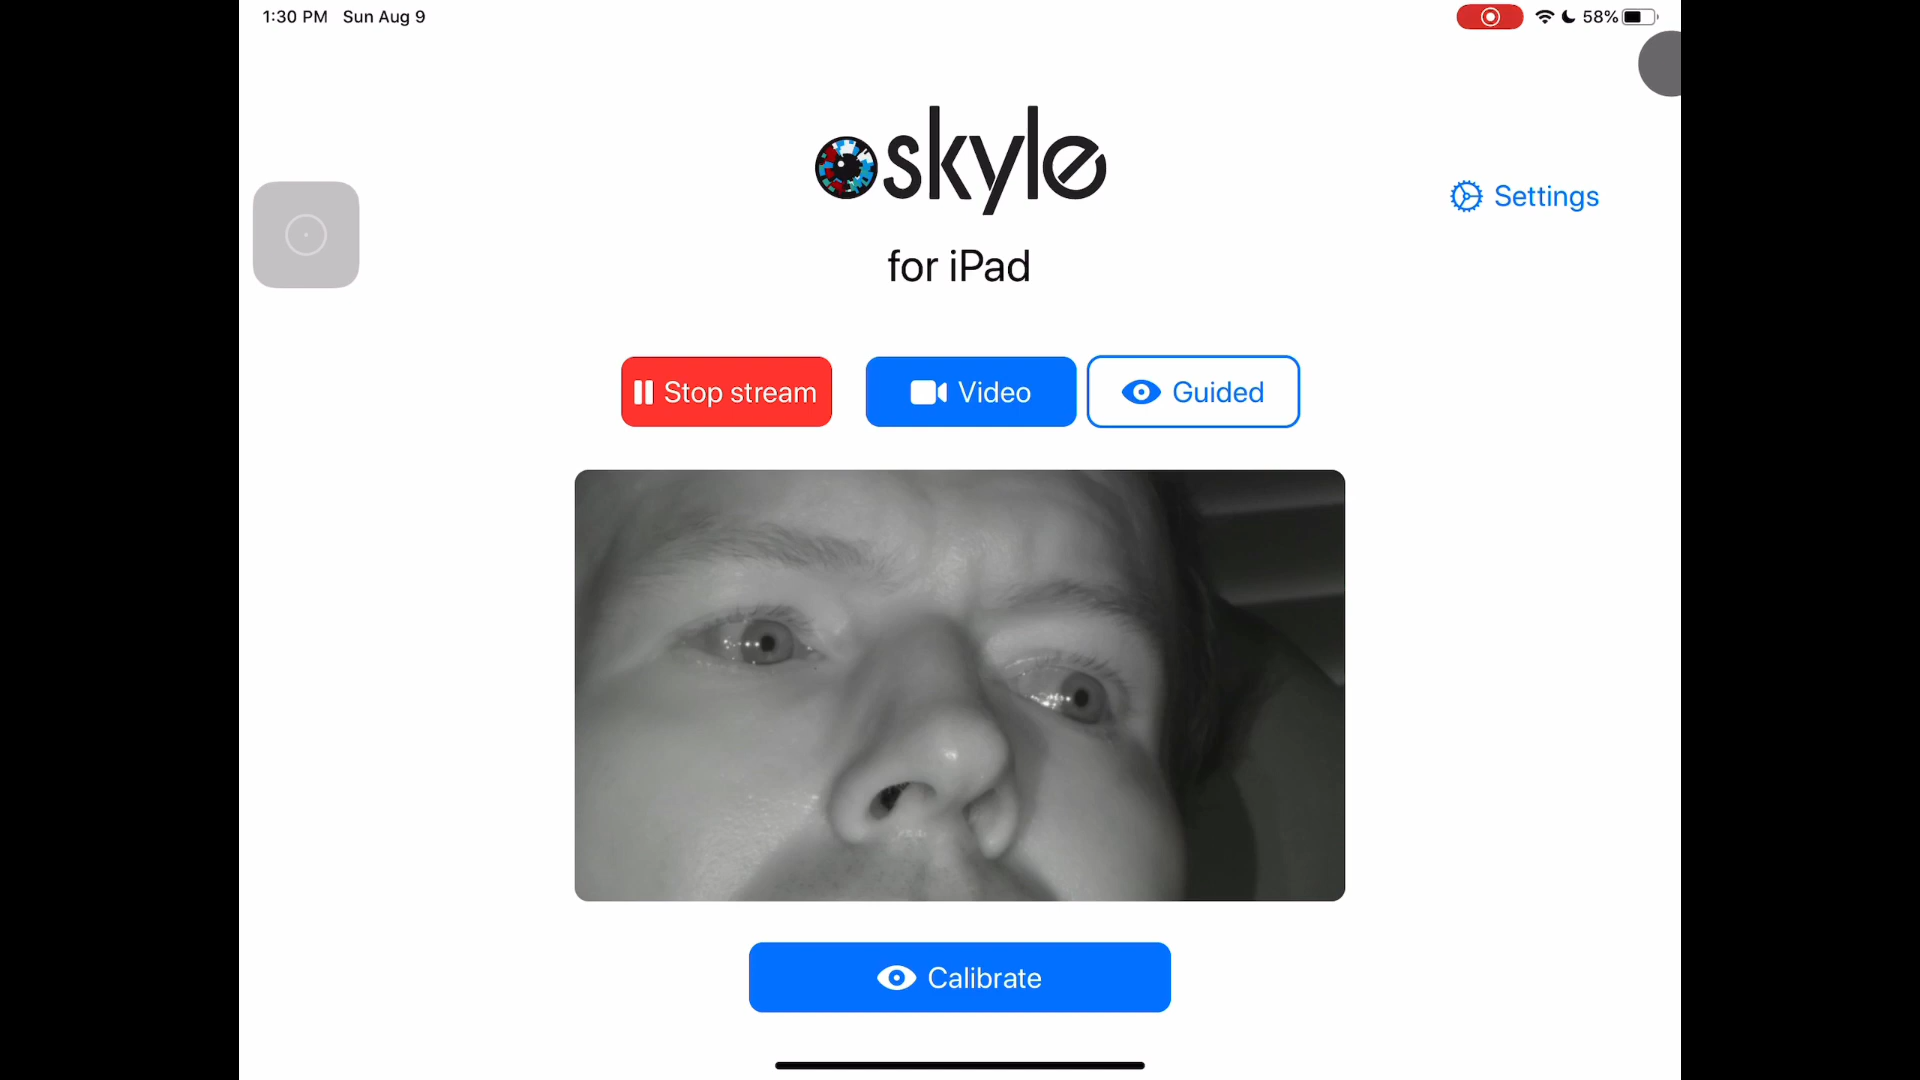 1:30 PM Sun Aug 9
58%
skyle
for iPad
Settings
Stop stream
Video
Guided
Calibrate